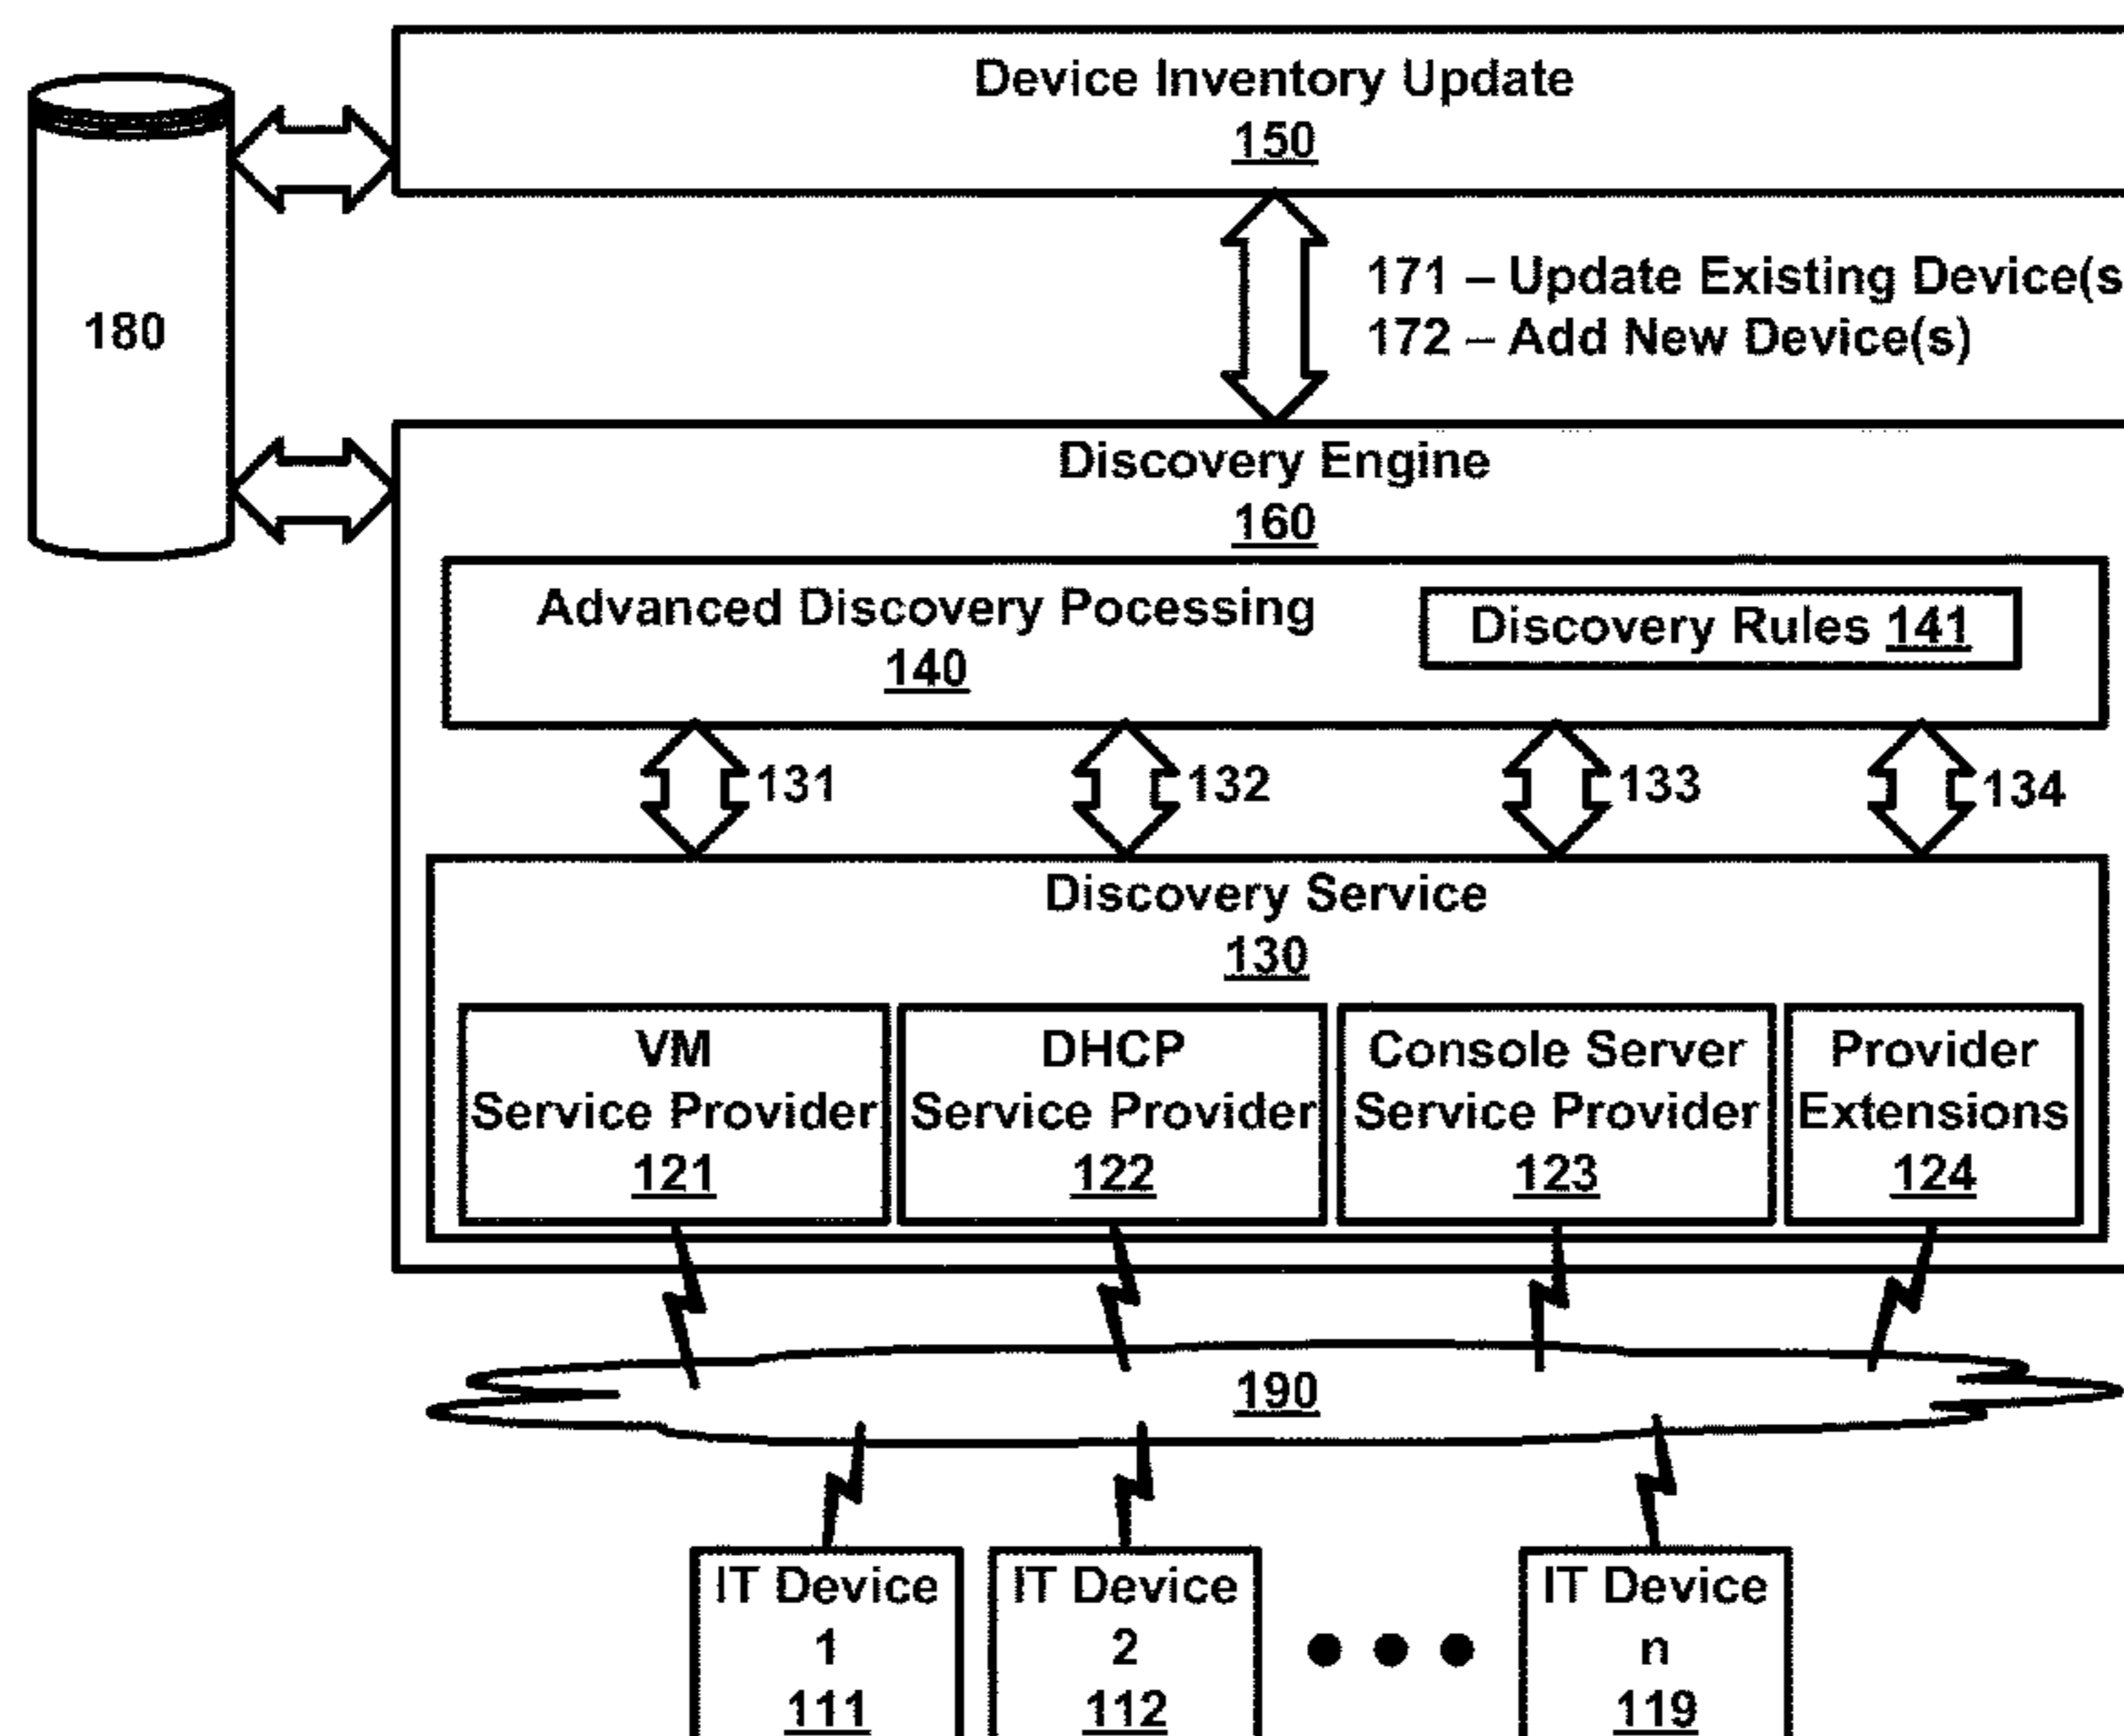 Device Inventory Update
150
180
171 – Update Existing Device(s
172 – Add New Device(s)
Discovery Engine
160
Advanced Discovery Pocessing
140
Discovery Rules 141
131
132
133
134
Discovery Service
130
VM
Service Provider
121
DHCP
Service Provider
122
Console Server
Service Provider
123
Provider
Extensions
124
190
IT Device
1
111
IT Device
2
112
IT Device
n
119